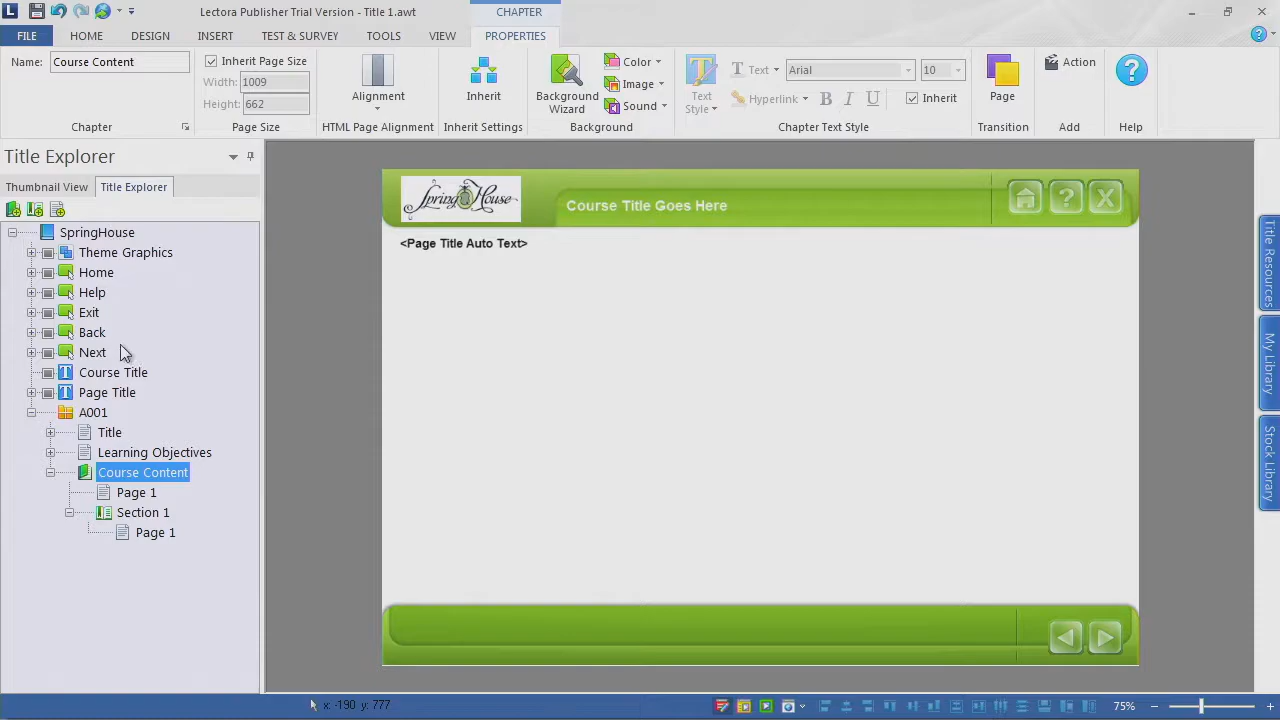 Lectora Publisher Trial Version - Title 1.awt
CHAPTER
FILE
HOME
DESIGN
INSERT
TEST & SURVEY
TOOLS
VIEW
PROPERTIES
Name: Course Content
Chapter
Inherit Page Size
Width: 1009
Height: 662
Page Size
Alignment
HTML Page Alignment
Inherit
Inherit Settings
Background
Wizard
Color
Image
Sound
Background
Text
Style
Text
Arial
10
Hyperlink
B I U
Inherit
Chapter Text Style
Page
Transition
Action
Add
?
Help
Title Explorer
Thumbnail View
Title Explorer
SpringHouse
Theme Graphics
Home
Help
Exit
Back
Next
Course Title
Page Title
A001
Title
Learning Objectives
Course Content
Page 1
Section 1
Page 1
Spring House
Course Title Goes Here
?
X
<Page Title Auto Text>
Title Resources
My Library
Stock Library
x: -190 y: 777
75%